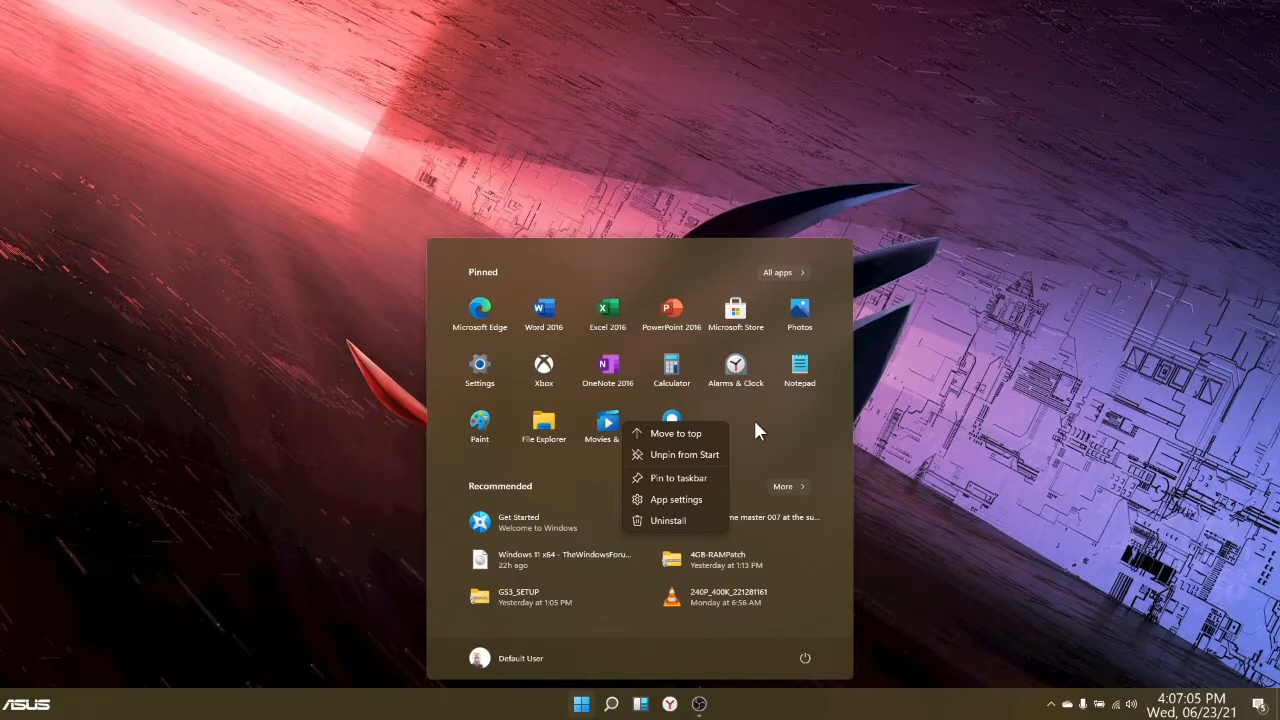 Pinned
All apps
Microsoft Edge
Word 2016
Excel 2016
PowerPoint 2016
Microsoft Store
Photos
Settings
Xbox
OneNote 2016
Calculator
Alarms & Clock
Notepad
Paint
File Explorer
Movies &
Move to top
Unpin from Start
Pin to taskbar
App settings
Uninstall
Recommended
More
Get Started
Welcome to Windows
me master 007 at the su...
Windows 11 x64 - TheWindowsForu...
22h ago
4GB-RAMPatch
Yesterday at 1:13 PM
GS3_SETUP
Yesterday at 1:05 PM
240P_400K_221281161
Monday at 6:56 AM
Default User
ASUS
4:07:05 PM
Wed, 06/23/21
5